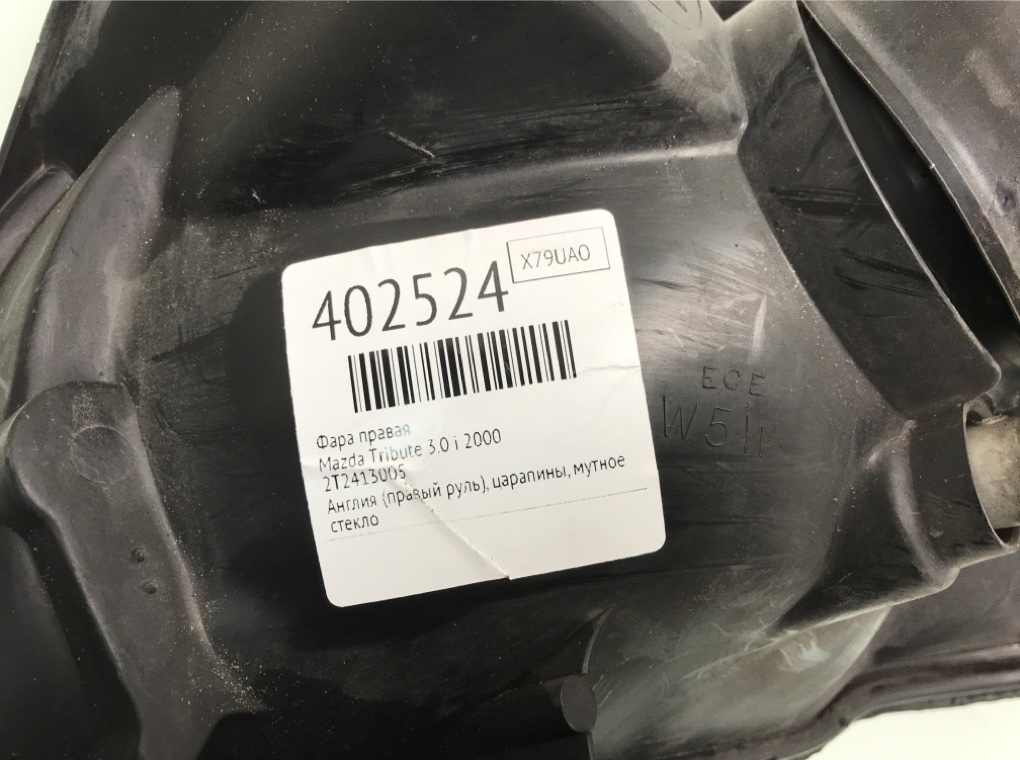 X79UAO
402524
Фара правая
Mazda Tribute 3.0 i 2000
2T2413005
Англия (правый руль), царапины, мутное
стекло
ECE
W5W